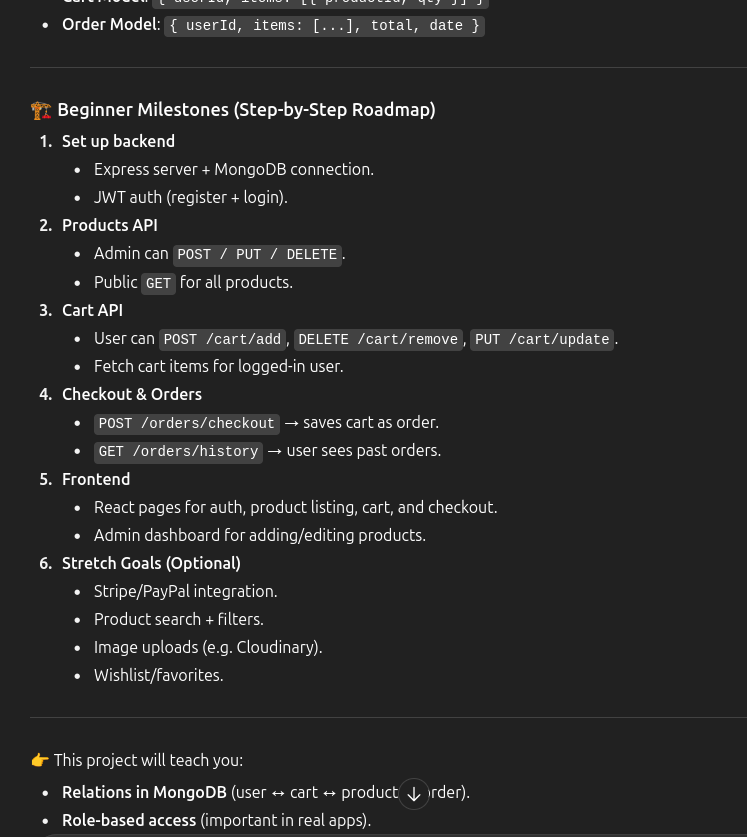 Cart Model: { userId, items: [{ productId, qty }] }
Order Model: { userId, items: [...], total, date }
🏗️ Beginner Milestones (Step-by-Step Roadmap)
1. Set up backend
• Express server + MongoDB connection.
• JWT auth (register + login).
2. Products API
• Admin can POST / PUT / DELETE.
• Public GET for all products.
3. Cart API
• User can POST /cart/add, DELETE /cart/remove, PUT /cart/update.
• Fetch cart items for logged-in user.
4. Checkout & Orders
• POST /orders/checkout → saves cart as order.
• GET /orders/history → user sees past orders.
5. Frontend
• React pages for auth, product listing, cart, and checkout.
• Admin dashboard for adding/editing products.
6. Stretch Goals (Optional)
• Stripe/PayPal integration.
• Product search + filters.
• Image uploads (e.g. Cloudinary).
• Wishlist/favorites.
👉 This project will teach you:
• Relations in MongoDB (user ↔ cart ↔ product rder).
• Role-based access (important in real apps).